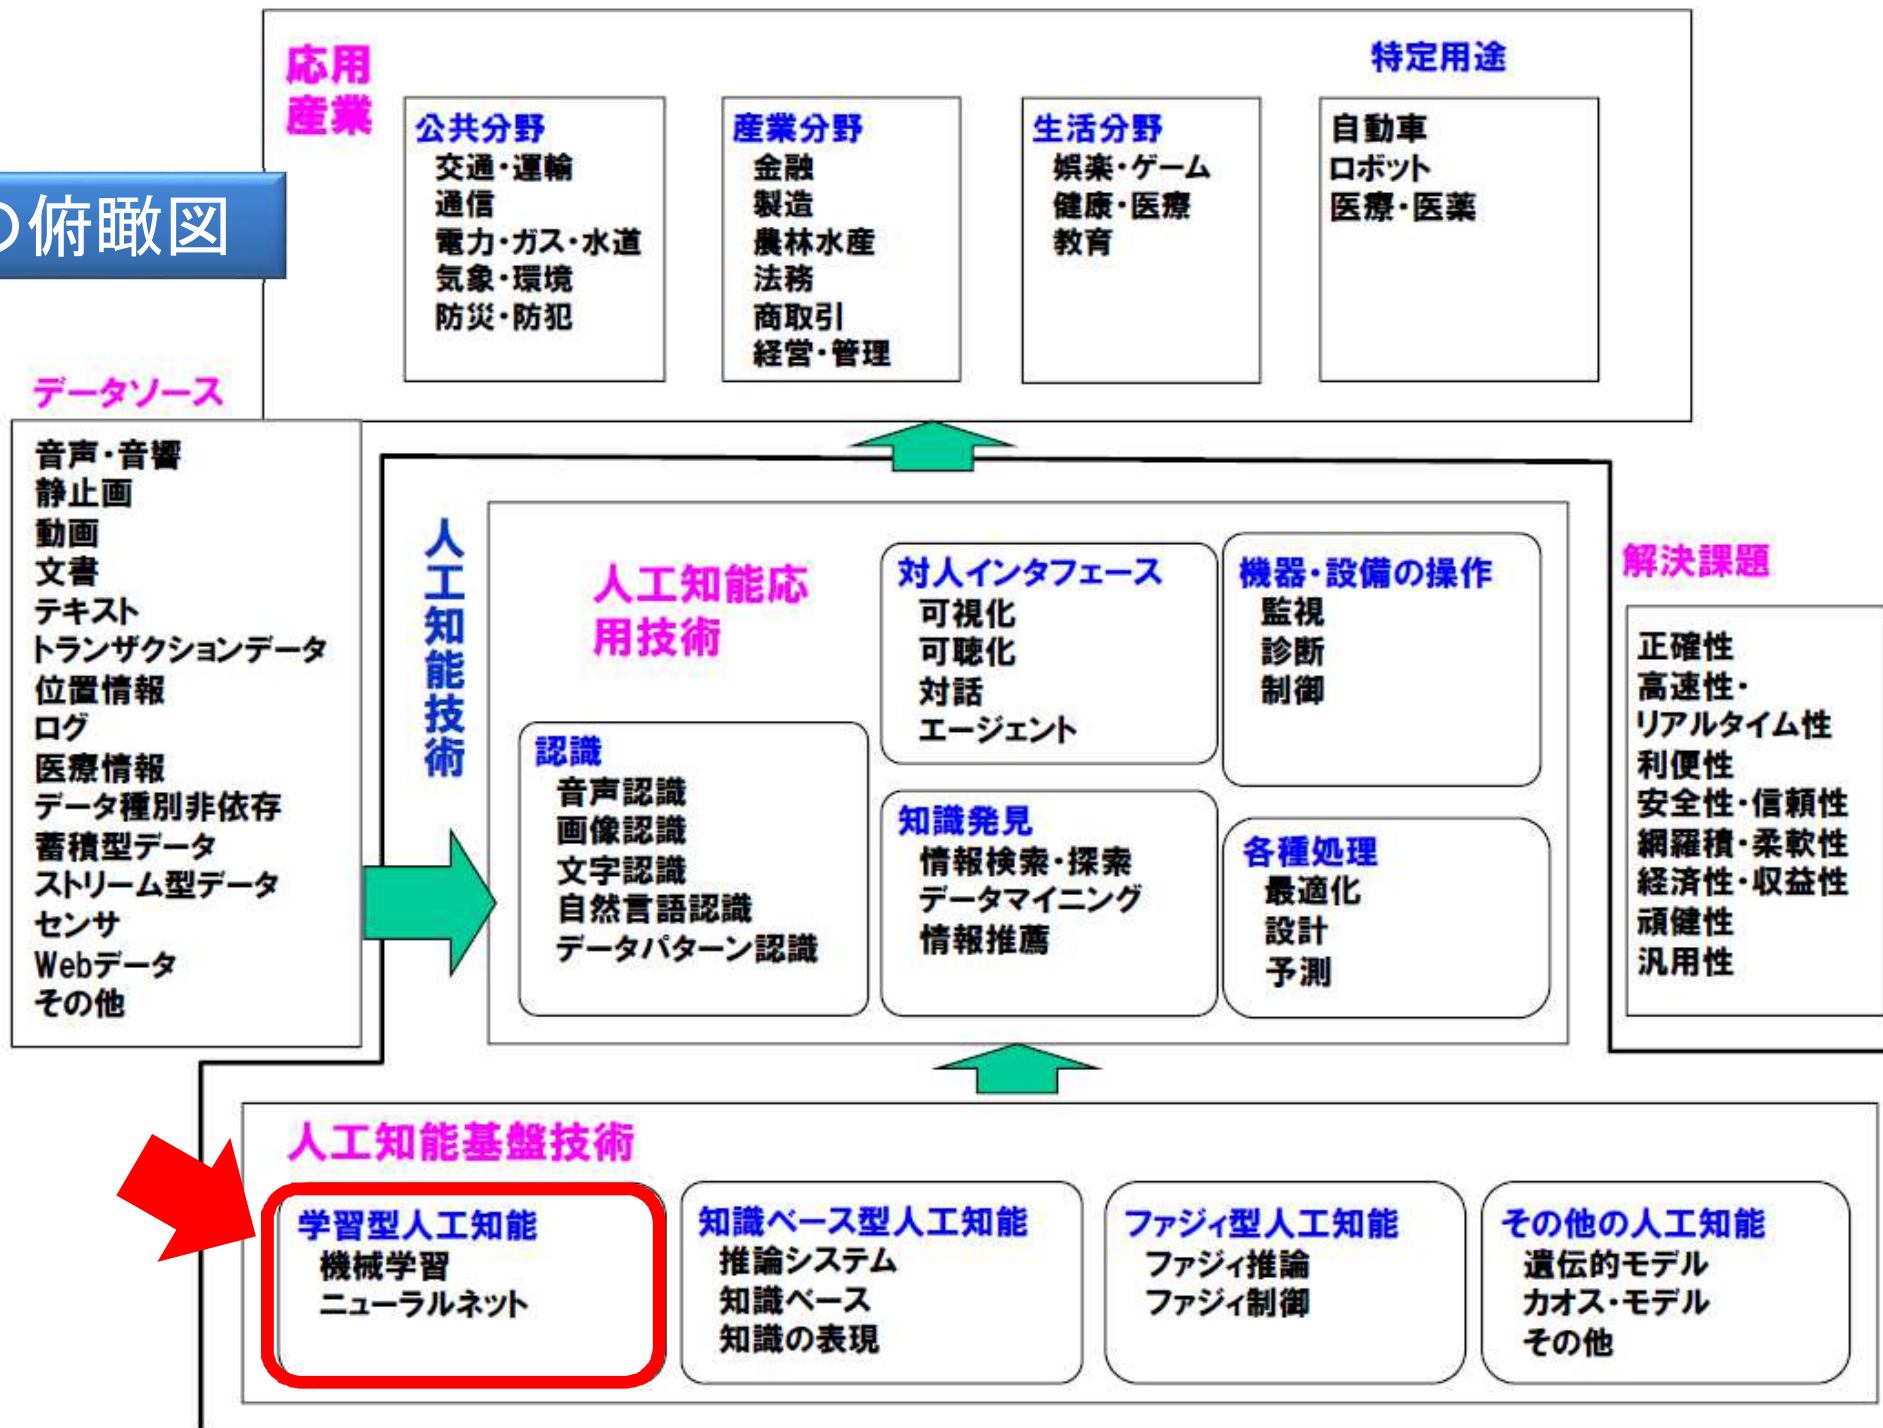 応用
産業
特定用途
公共分野
交通・運輸
通信
電力・ガス・水道
気象・環境
防災・防犯
産業分野
金融
製造
農林水産
法務
商取引
経営・管理
生活分野
娯楽・ゲーム
健康・医療
教育
自動車
ロボット
医療・医薬
の俯瞰図
データソース
音声・音響
静止画
動画
文書
テキスト
トランザクションデータ
位置情報
ログ
医療情報
データ種別非依存
蓄積型データ
ストリーム型データ
センサ
Webデータ
その他
人工知能技術
人工知能応
用技術
対人インタフェース
可視化
可聴化
対話
エージェント
機器・設備の操作
監視
診断
制御
認識
音声認識
画像認識
文字認識
自然言語認識
データパターン認識
知識発見
情報検索・探索
データマイニング
情報推薦
各種処理
最適化
設計
予測
解決課題
正確性
高速性・
リアルタイム性
利便性
安全性・信頼性
網羅積・柔軟性
経済性・収益性
頑健性
汎用性
人工知能基盤技術
学習型人工知能
機械学習
ニューラルネット
知識ベース型人工知能
推論システム
知識ベース
知識の表現
ファジィ型人工知能
ファジィ推論
ファジィ制御
その他の人工知能
遺伝的モデル
カオス・モデル
その他